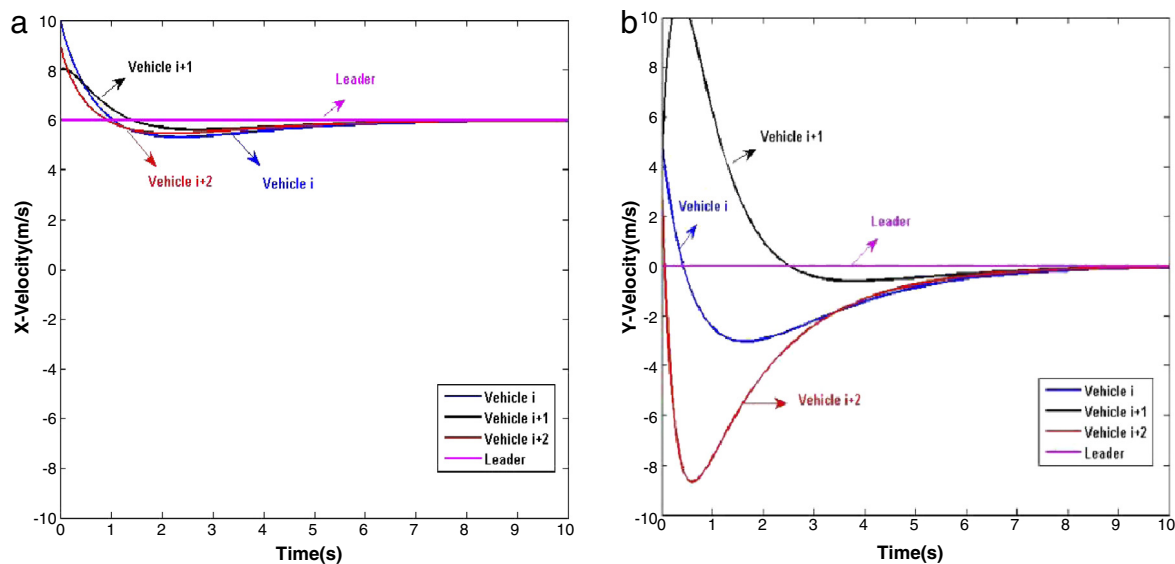 a
10
8
6
4
2
0
-2
-4
-6
-8
-10
X-Velocity(m/s)
Vehicle i+1
Leader
Vehicle i+2
Vehicle i
Vehicle i
Vehicle i+1
Vehicle i+2
Leader
0 1 2 3 4 5 6 7 8 9 10
Time(s)
b
10
8
6
4
2
0
-2
-4
-6
-8
-10
Y-Velocity(m/s)
Vehicle i+1
Vehicle i
Leader
Vehicle i+2
Vehicle i
Vehicle i+1
Vehicle i+2
Leader
0 1 2 3 4 5 6 7 8 9 10
Time(s)